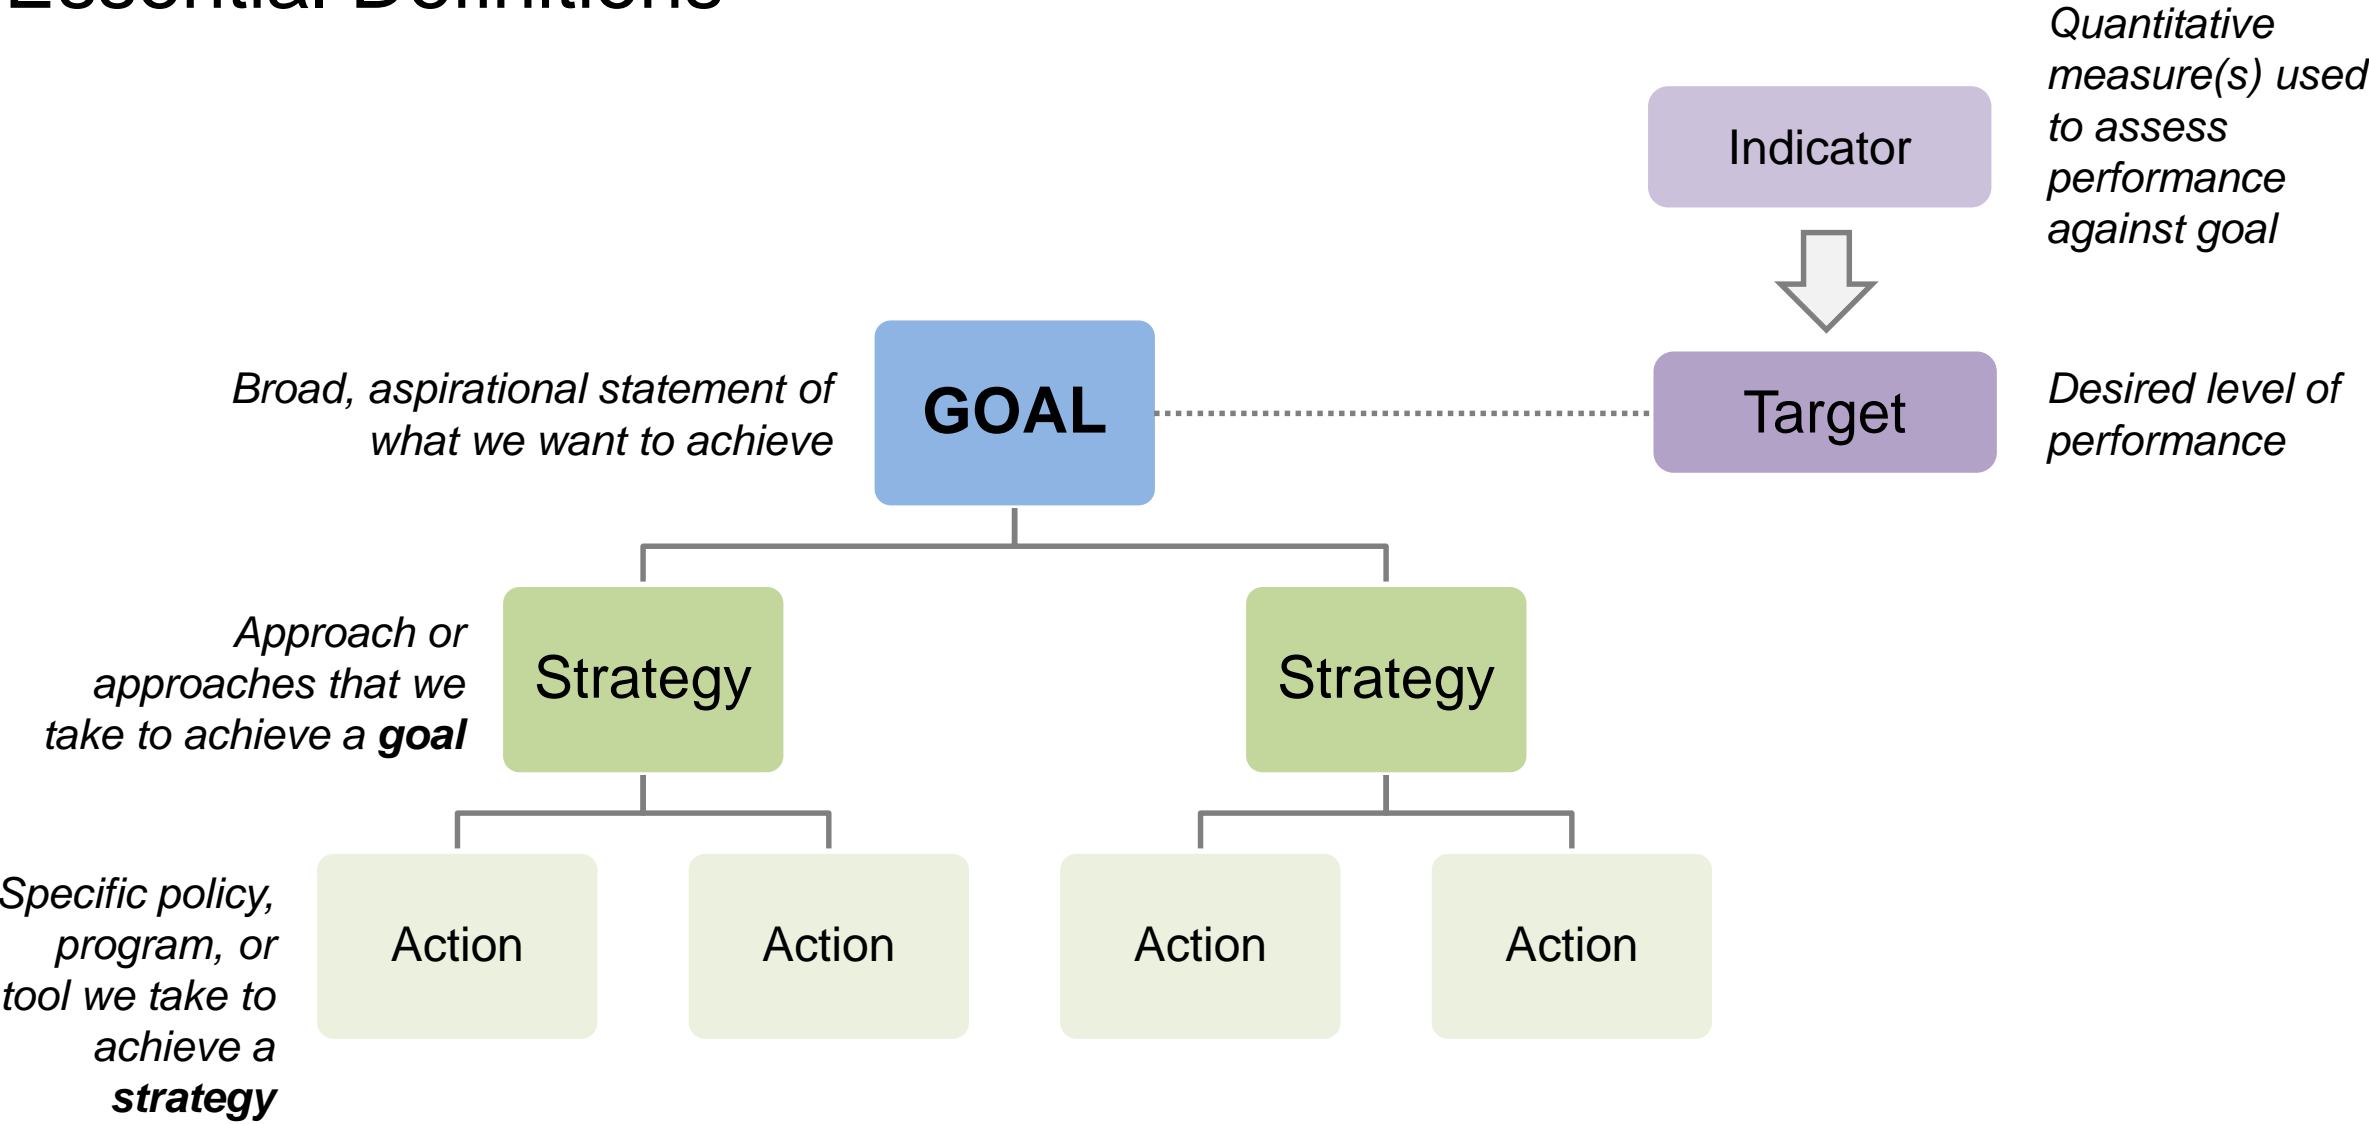 Essential Definitions
Quantitative
measure(s) used
to assess
performance
against goal
Indicator
Broad, aspirational statement of
what we want to achieve
GOAL
Target
Desired level of
performance
Approach or
approaches that we
take to achieve a goal
Strategy
Strategy
Specific policy,
program, or
tool we take to
achieve a
strategy
Action
Action
Action
Action